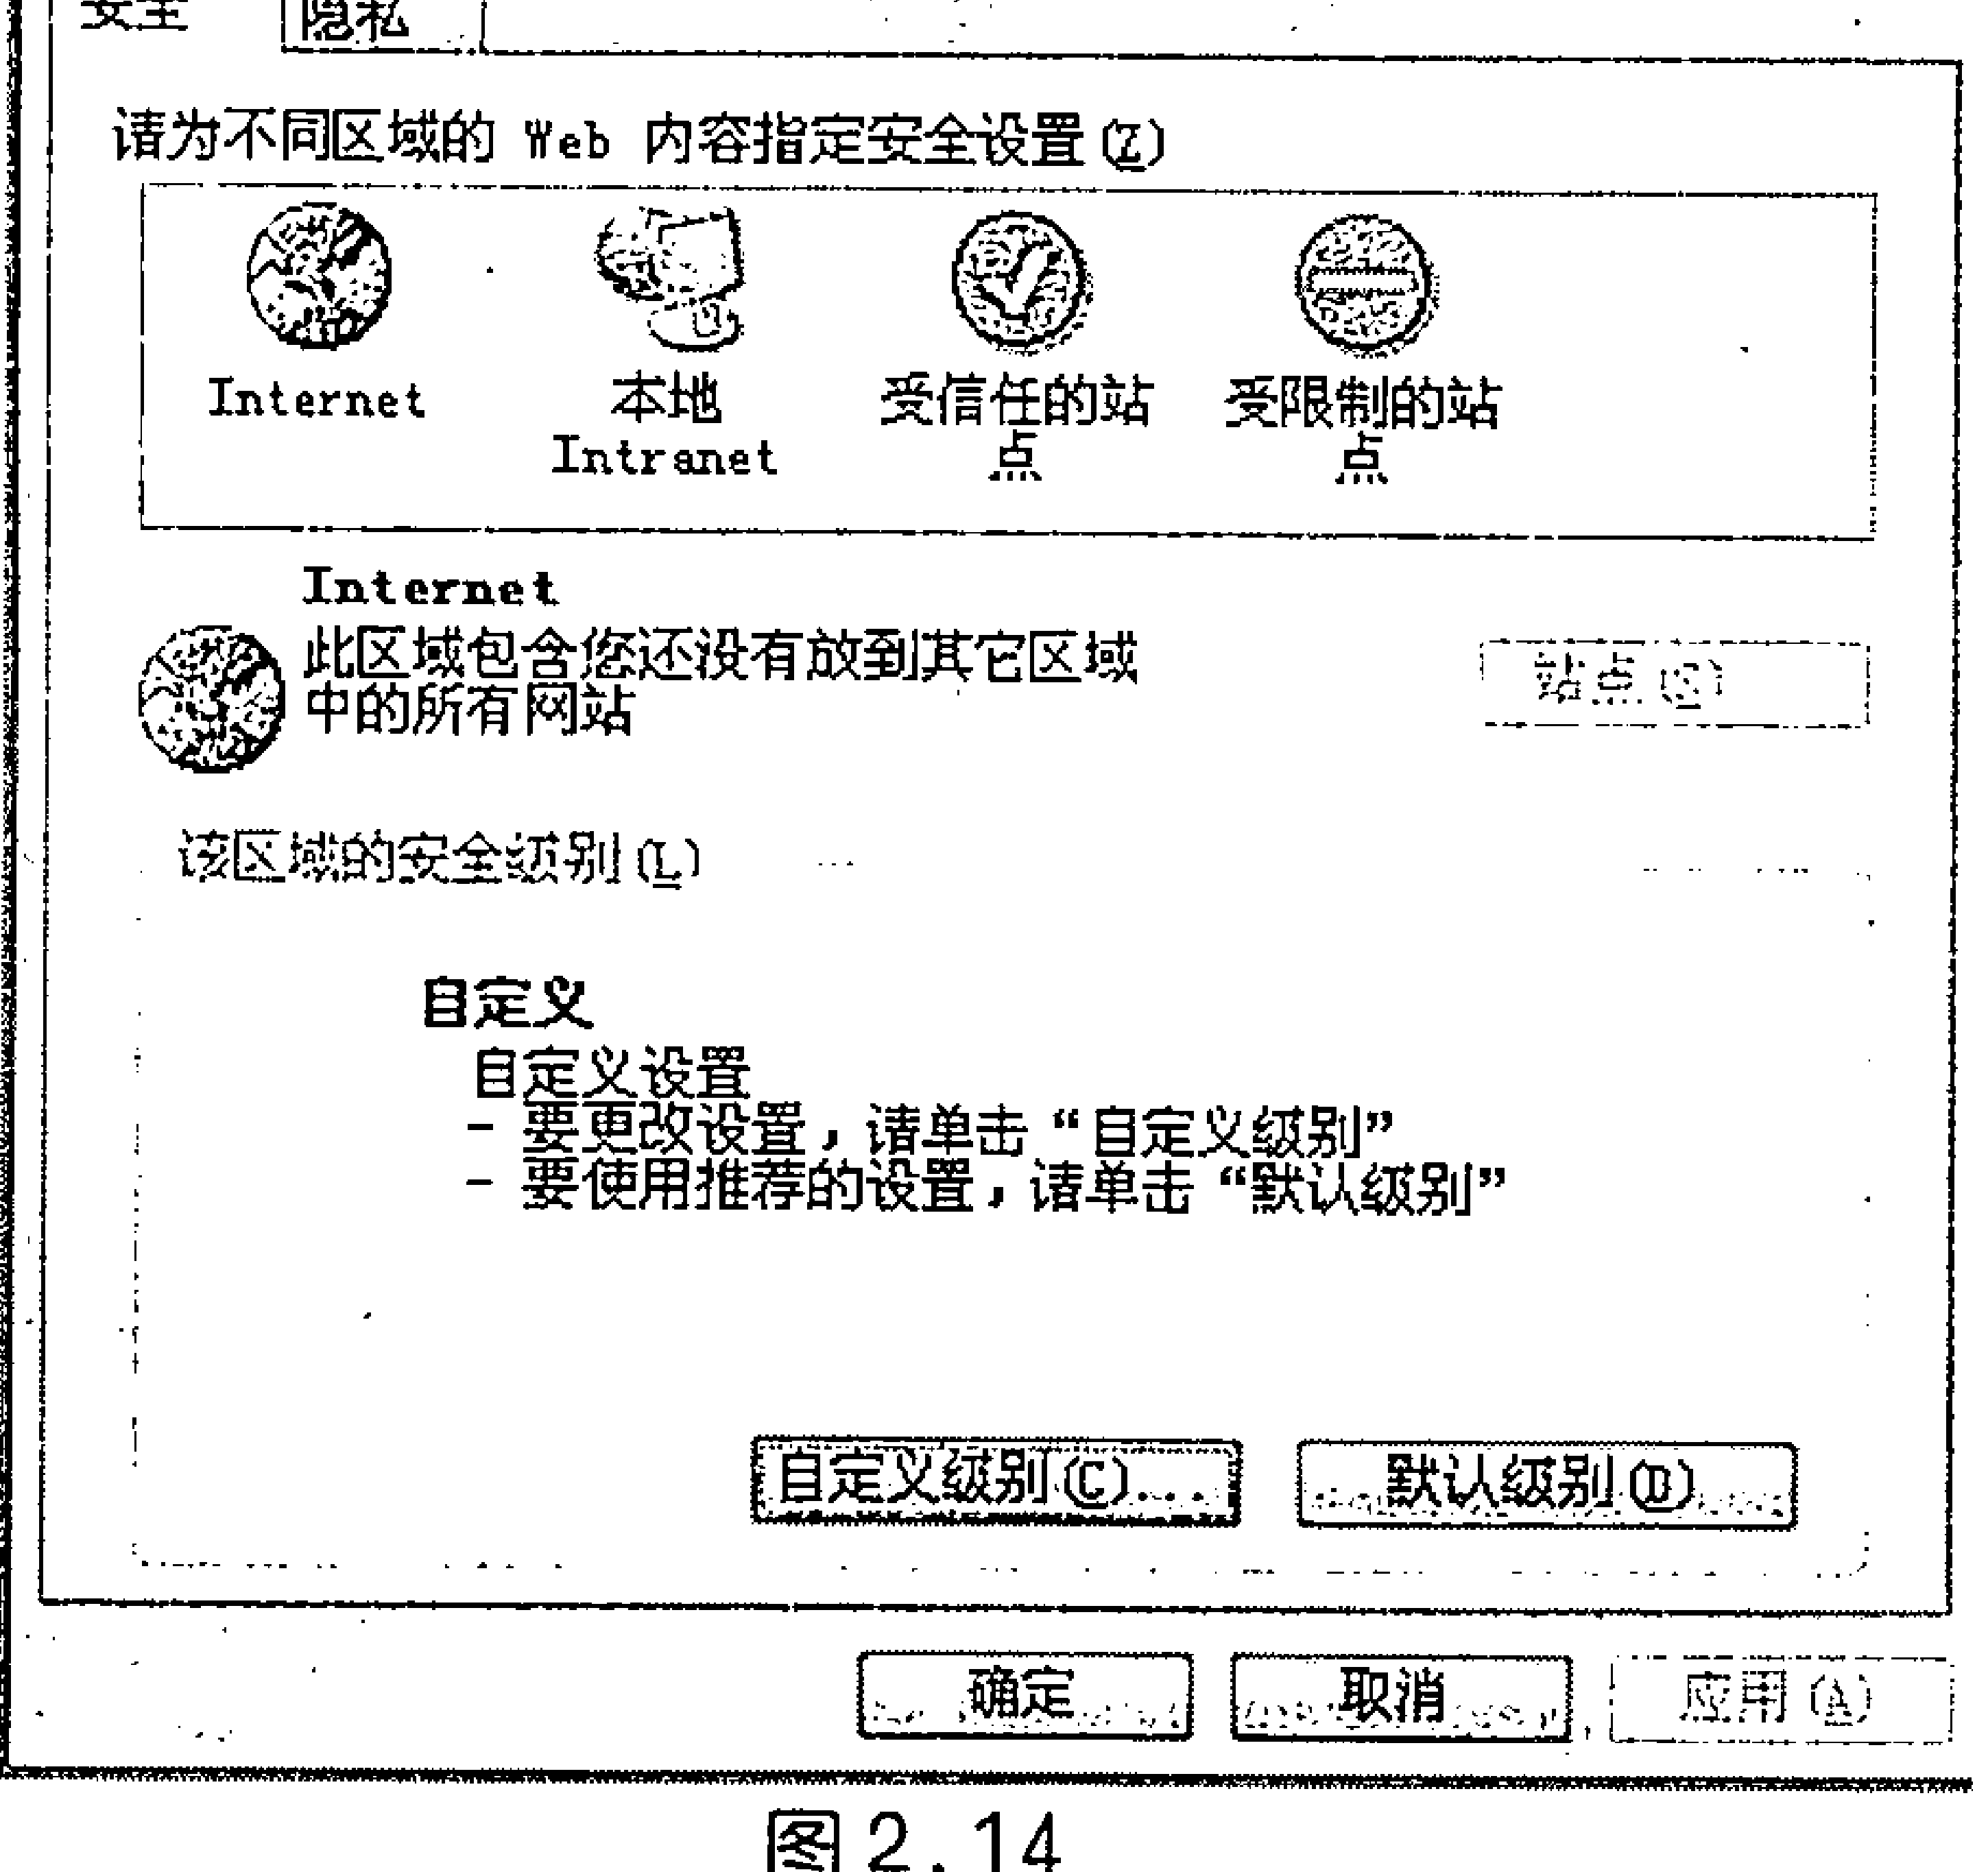 安全 隐私
请为不同区域的 Web 内容指定安全设置(Z)
Internet
本地
Intranet
受信任的站
点
受限制的站
点
Internet
此区域包含您还没有放到其它区域
中的所有网站
站点(S)
该区域的安全级别(L)
自定义
自定义设置
- 要更改设置，请单击“自定义级别”
- 要使用推荐的设置，请单击“默认级别”
自定义级别(C)... 默认级别(D)
确定 取消 应用(A)
图2.14